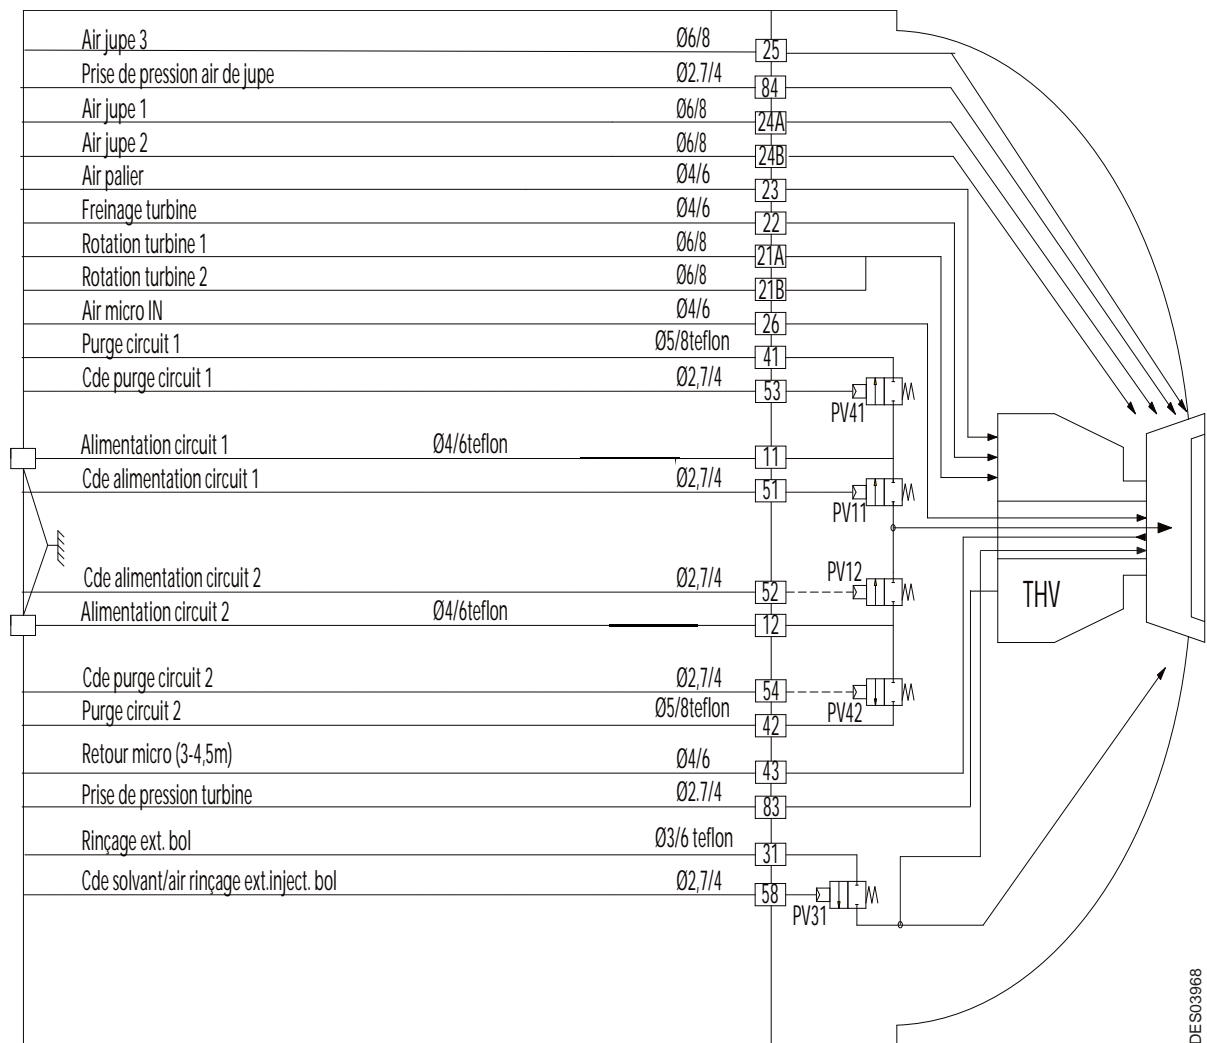 Air jupe 3 Ø6/8 25
Prise de pression air de jupe Ø2.7/4 84
Air jupe 1 Ø6/8 24A
Air jupe 2 Ø6/8 24B
Air palier Ø4/6 23
Freinage turbine Ø4/6 22
Rotation turbine 1 Ø6/8 21A
Rotation turbine 2 Ø6/8 21B
Air micro IN Ø4/6 26
Purge circuit 1 Ø5/8teflon 41
Cde purge circuit 1 Ø2,7/4 53
PV41
Alimentation circuit 1 Ø4/6teflon 11
Cde alimentation circuit 1 Ø2,7/4 51
PV11
Cde alimentation circuit 2 Ø2,7/4 52
PV12
THV
Alimentation circuit 2 Ø4/6teflon 12
Cde purge circuit 2 Ø2,7/4 54
Purge circuit 2 Ø5/8teflon 42
PV42
Retour micro (3-4,5m) Ø4/6 43
Prise de pression turbine Ø2.7/4 83
Rinçage ext. bol Ø3/6 teflon 31
Cde solvant/air rinçage ext.inject. bol Ø2,7/4 58
PV31
DES03968